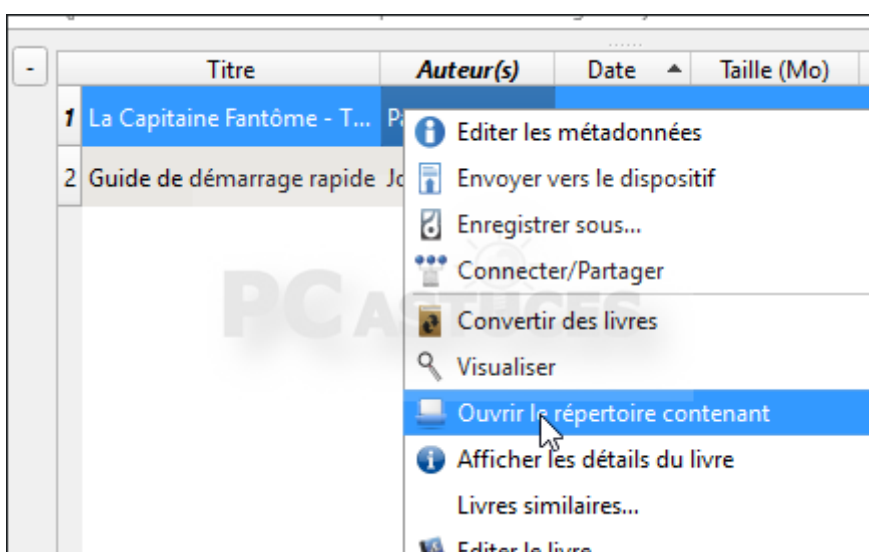 -
Titre Auteur(s) Date Taille (Mo)
1 La Capitaine Fantôme - T...
2 Guide de démarrage rapide
Editer les métadonnées
Envoyer vers le dispositif
Enregistrer sous...
Connecter/Partager
PC ASTUCES
Convertir des livres
Visualiser
Ouvrir le répertoire contenant
Afficher les détails du livre
Livres similaires...
Editer le livre